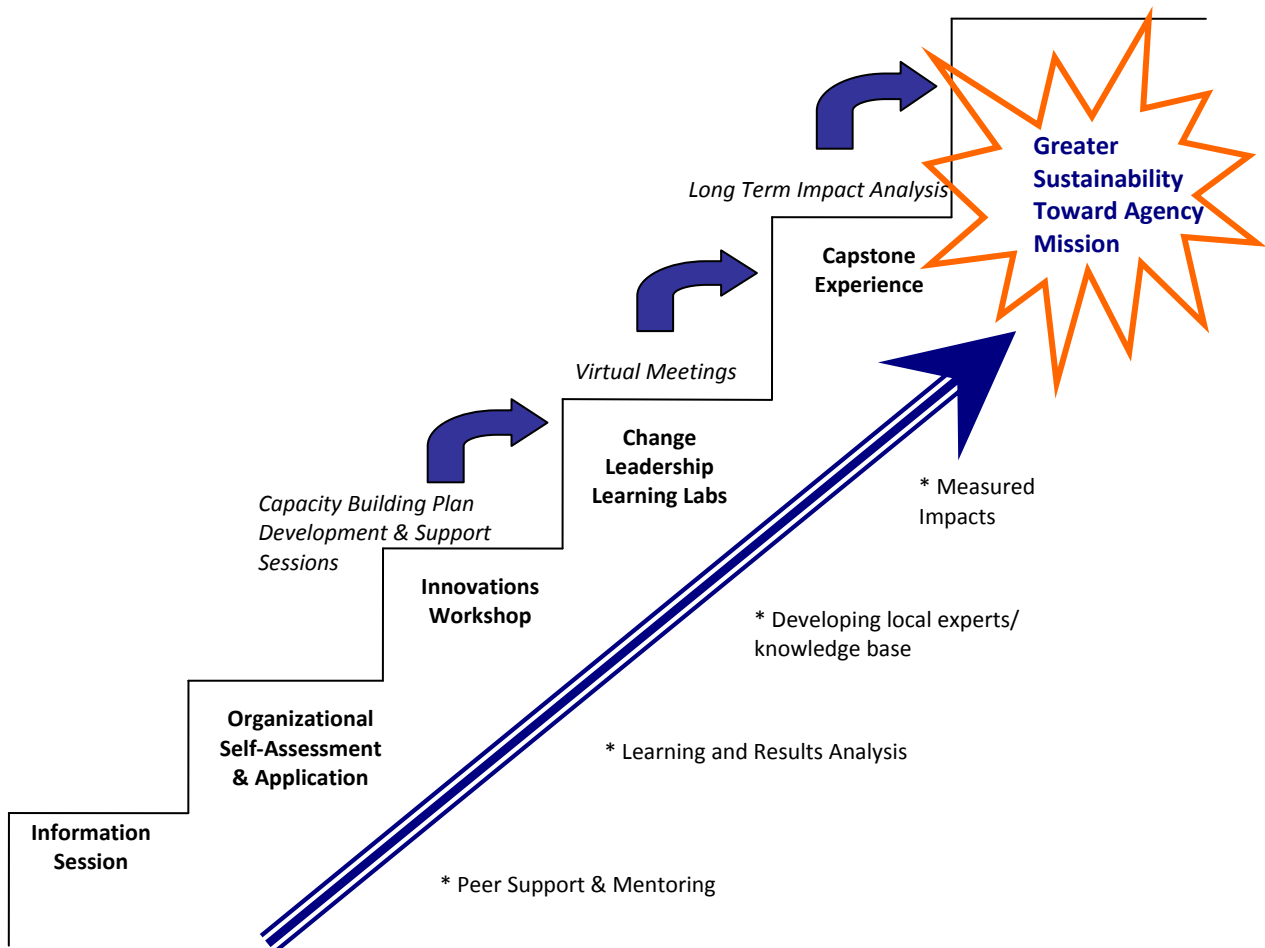 Greater
Sustainability
Toward Agency
Mission
Long Term Impact Analysis
Capstone
Experience
Virtual Meetings
Change
Leadership
Learning Labs
* Measured
Impacts
Capacity Building Plan
Development & Support
Sessions
Innovations
Workshop
* Developing local experts/
knowledge base
Organizational
Self-Assessment
& Application
* Learning and Results Analysis
Information
Session
* Peer Support & Mentoring